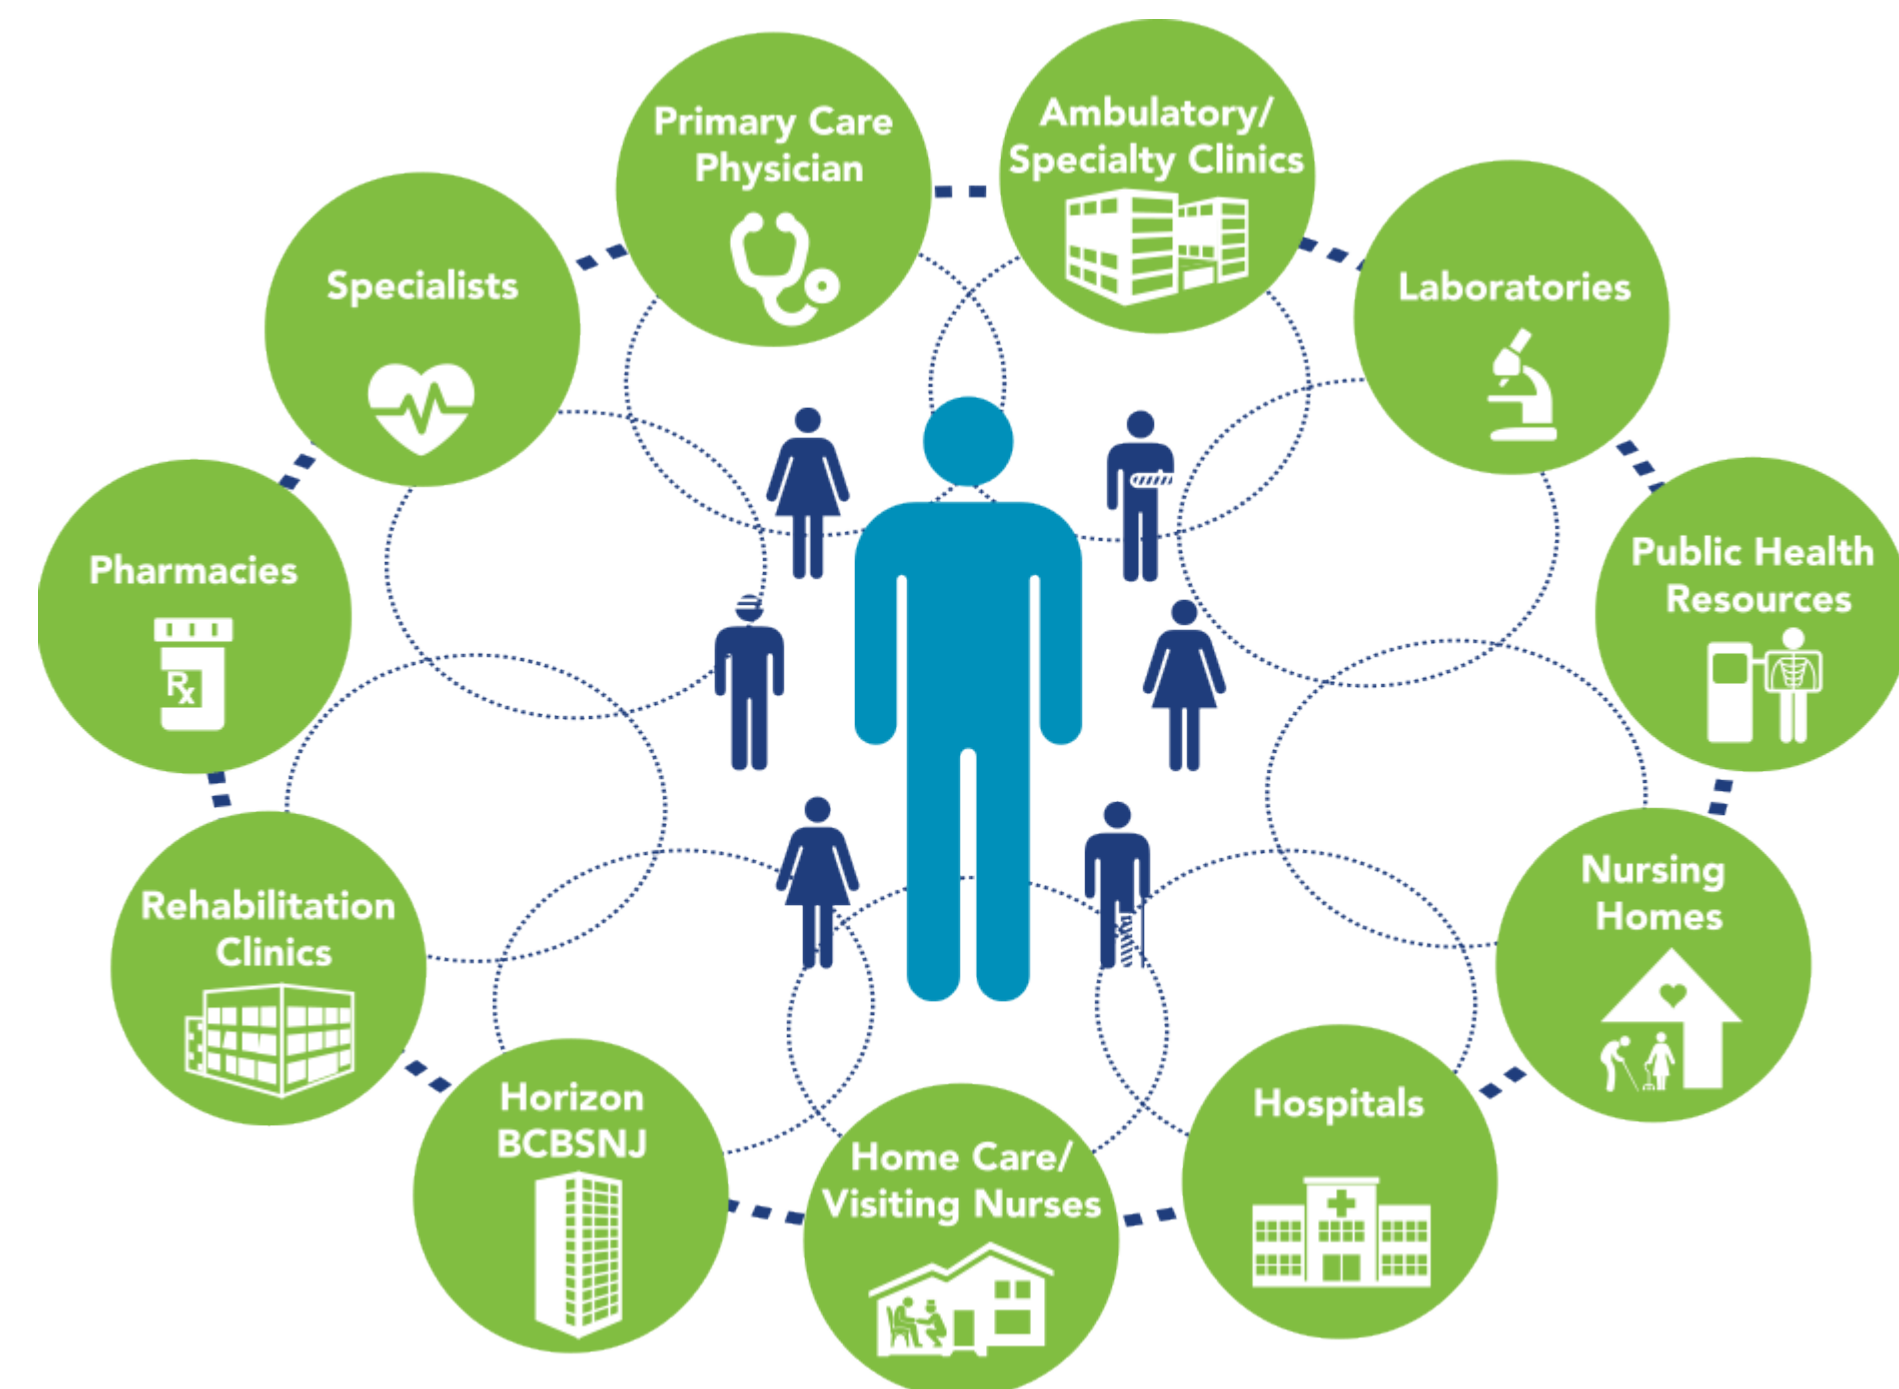 Primary Care
Physician
Ambulatory/
Specialty Clinics
Laboratories
Public Health
Resources
Nursing
Homes
Hospitals
Home Care/
Visiting Nurses
Horizon
BCBSNJ
Rehabilitation
Clinics
Pharmacies
Rx
Specialists